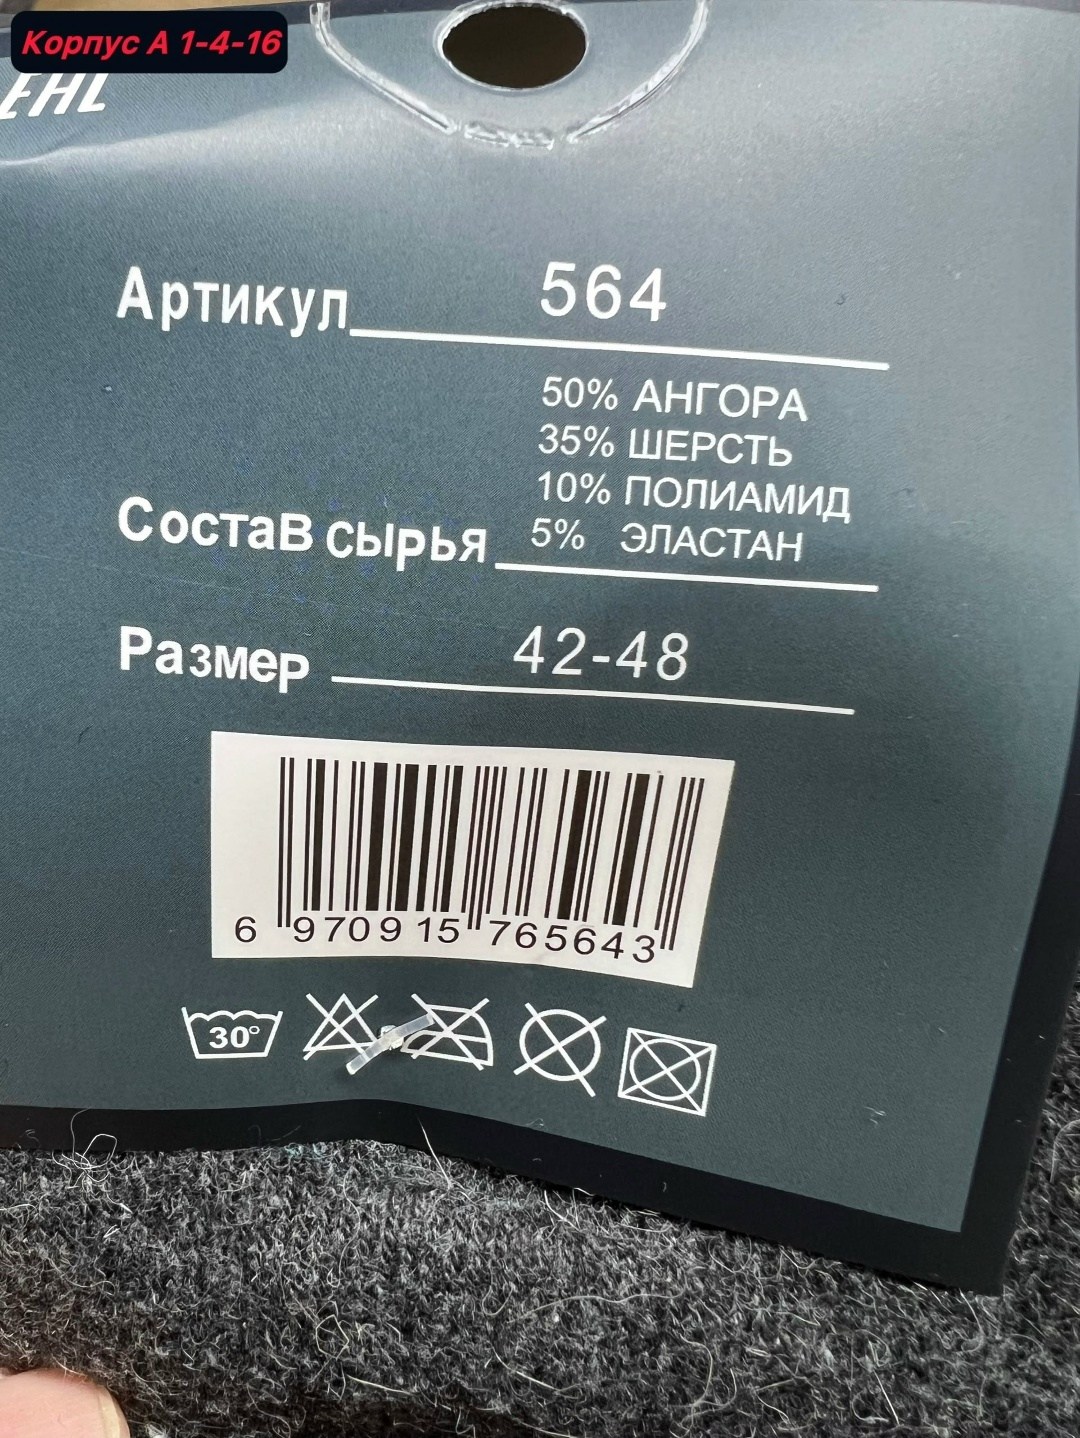 Корпус А 1-4-16
ЕНС
Артикул 564
50% АНГОРА
35% ШЕРСТЬ
10% ПОЛИАМИД
Состав сырья 5% ЭЛАСТАН
Размер 42-48
6 970915 765643
30°